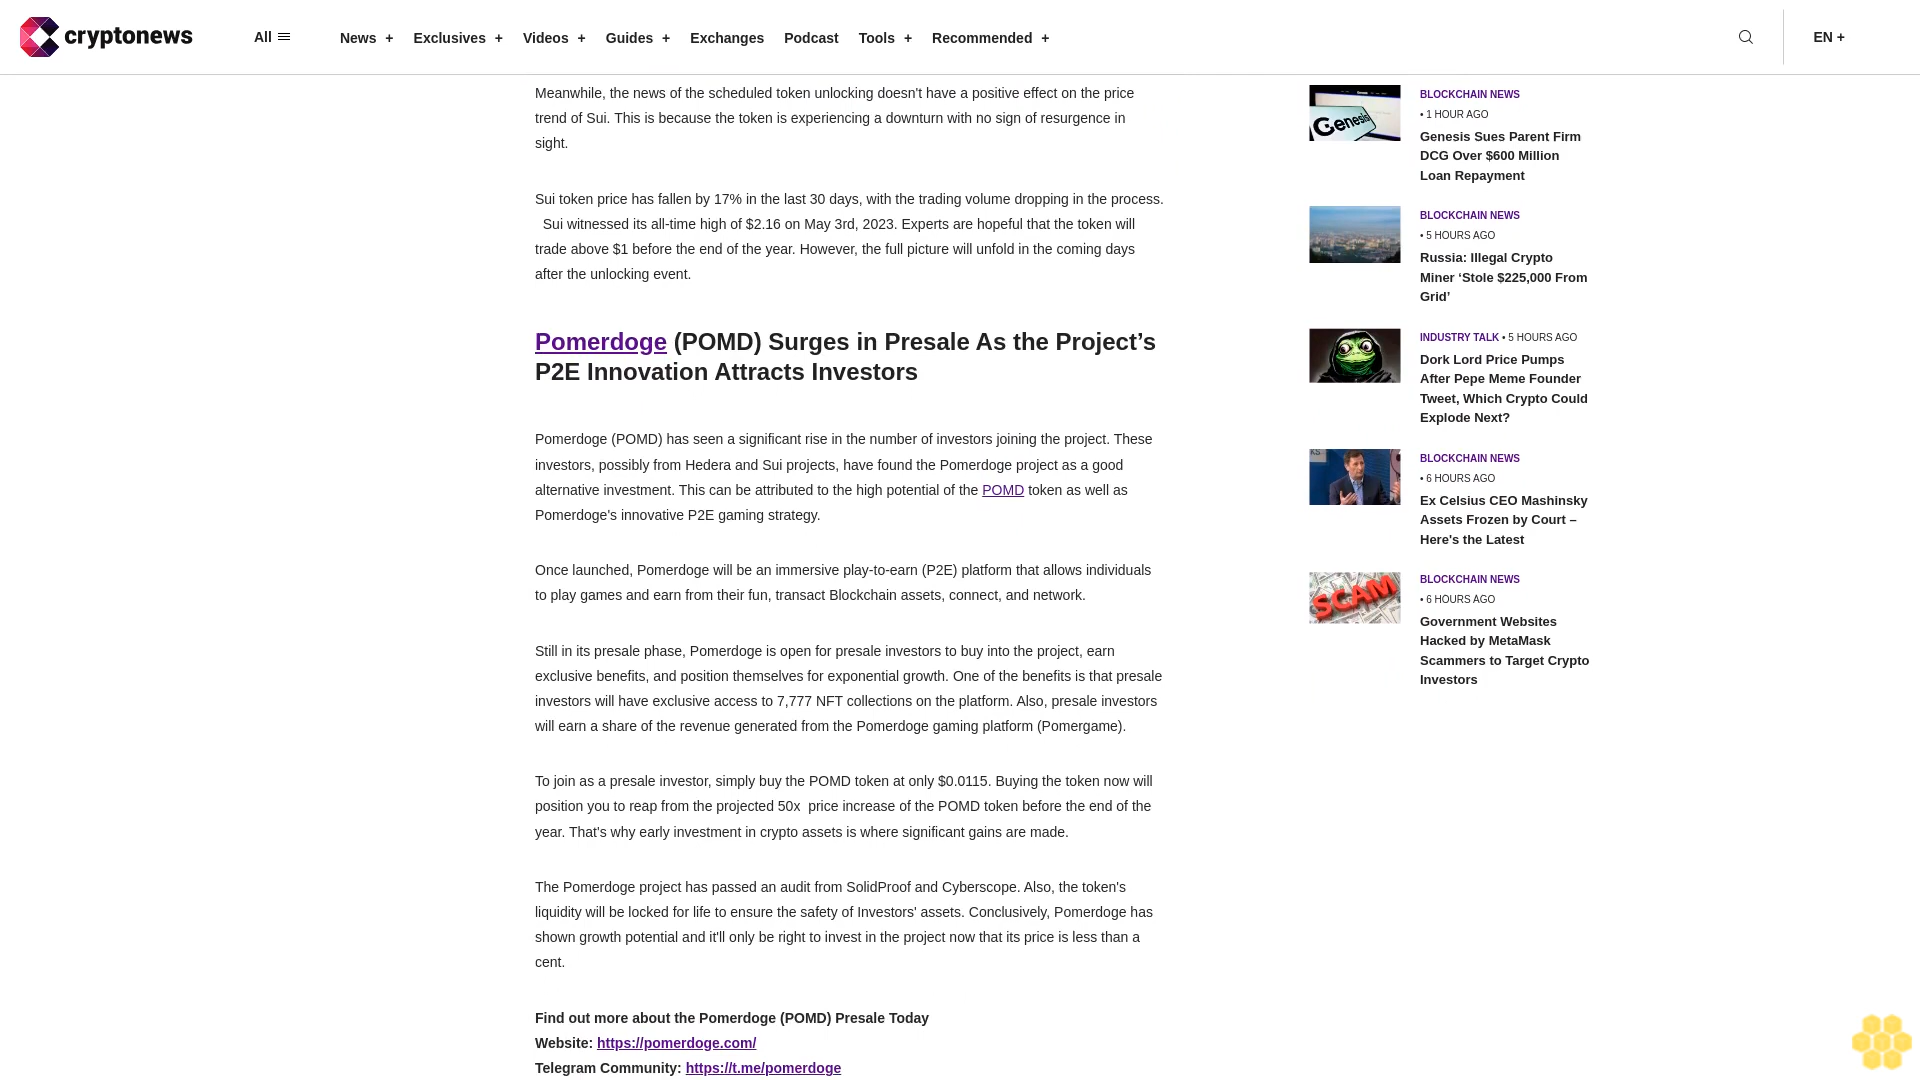 cryptonews
All
News +
Exclusives +
Videos +
Guides +
Exchanges
Podcast
Tools +
Recommended +
EN +
Meanwhile, the news of the scheduled token unlocking doesn't have a positive effect on the price
trend of Sui. This is because the token is experiencing a downturn with no sign of resurgence in
sight.
Sui token price has fallen by 17% in the last 30 days, with the trading volume dropping in the process.
Sui witnessed its all-time high of $2.16 on May 3rd, 2023. Experts are hopeful that the token will
trade above $1 before the end of the year. However, the full picture will unfold in the coming days
after the unlocking event.
Pomerdoge (POMD) Surges in Presale As the Project’s
P2E Innovation Attracts Investors
Pomerdoge (POMD) has seen a significant rise in the number of investors joining the project. These
investors, possibly from Hedera and Sui projects, have found the Pomerdoge project as a good
alternative investment. This can be attributed to the high potential of the POMD token as well as
Pomerdoge's innovative P2E gaming strategy.
Once launched, Pomerdoge will be an immersive play-to-earn (P2E) platform that allows individuals
to play games and earn from their fun, transact Blockchain assets, connect, and network.
Still in its presale phase, Pomerdoge is open for presale investors to buy into the project, earn
exclusive benefits, and position themselves for exponential growth. One of the benefits is that presale
investors will have exclusive access to 7,777 NFT collections on the platform. Also, presale investors
will earn a share of the revenue generated from the Pomerdoge gaming platform (Pomergame).
To join as a presale investor, simply buy the POMD token at only $0.0115. Buying the token now will
position you to reap from the projected 50x  price increase of the POMD token before the end of the
year. That's why early investment in crypto assets is where significant gains are made.
The Pomerdoge project has passed an audit from SolidProof and Cyberscope. Also, the token's
liquidity will be locked for life to ensure the safety of Investors' assets. Conclusively, Pomerdoge has
shown growth potential and it'll only be right to invest in the project now that its price is less than a
cent.
Find out more about the Pomerdoge (POMD) Presale Today
Website: https://pomerdoge.com/
Telegram Community: https://t.me/pomerdoge
Genesis
BLOCKCHAIN NEWS
• 1 HOUR AGO
Genesis Sues Parent Firm
DCG Over $600 Million
Loan Repayment
BLOCKCHAIN NEWS
• 5 HOURS AGO
Russia: Illegal Crypto
Miner ‘Stole $225,000 From
Grid’
INDUSTRY TALK • 5 HOURS AGO
Dork Lord Price Pumps
After Pepe Meme Founder
Tweet, Which Crypto Could
Explode Next?
KS
BLOCKCHAIN NEWS
• 6 HOURS AGO
Ex Celsius CEO Mashinsky
Assets Frozen by Court –
Here's the Latest
SCAM
BLOCKCHAIN NEWS
• 6 HOURS AGO
Government Websites
Hacked by MetaMask
Scammers to Target Crypto
Investors